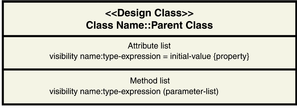 <<Design Class>>
Class Name::Parent Class
Attribute list
visibility name:type-expression = initial-value {property}
Method list
visibility name:type-expression (parameter-list)